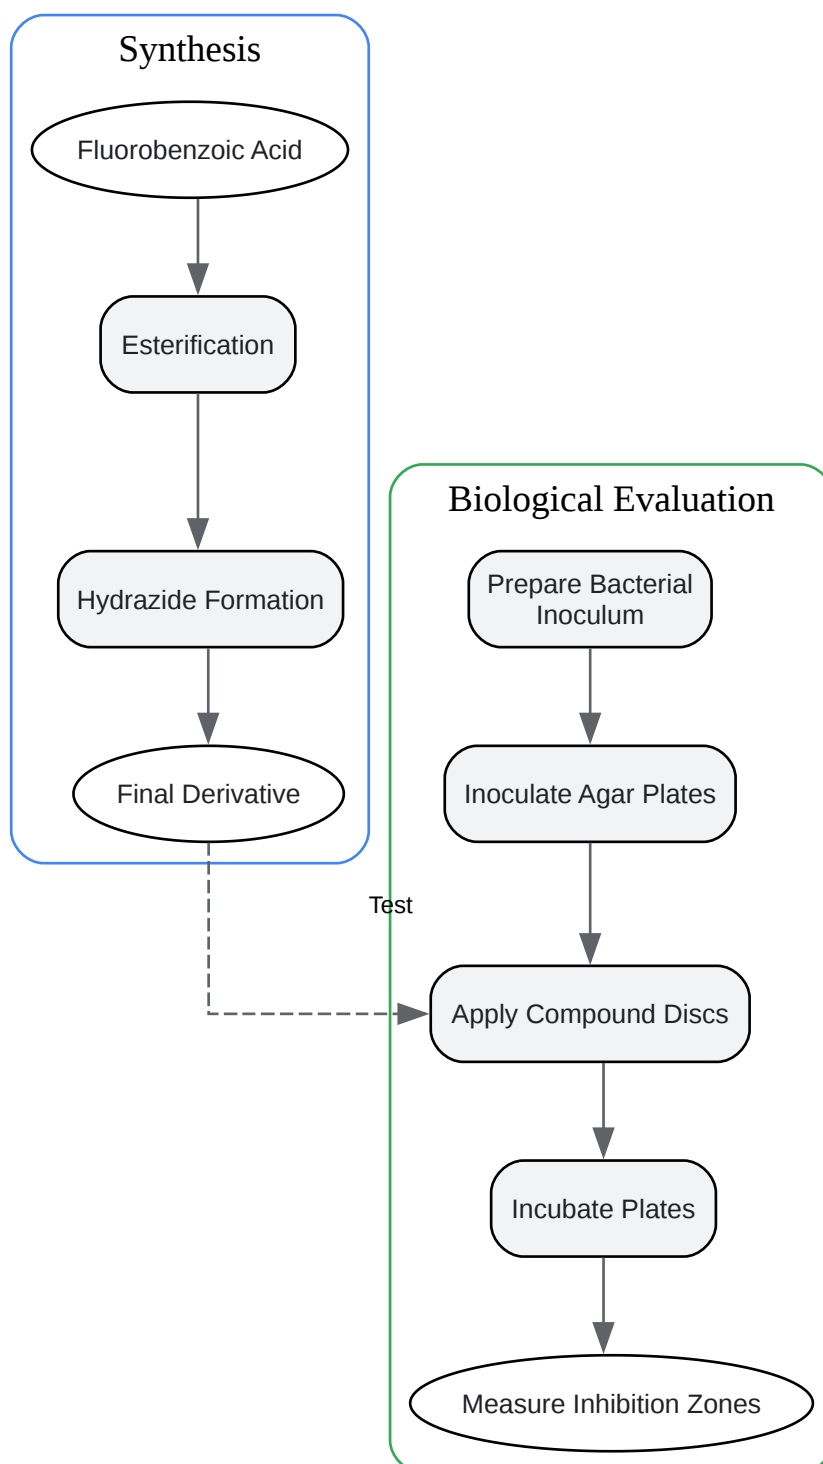 Synthesis
Fluorobenzoic Acid
Esterification
Hydrazide Formation
Final Derivative
Test
Biological Evaluation
Prepare Bacterial
Inoculum
Inoculate Agar Plates
Apply Compound Discs
Incubate Plates
Measure Inhibition Zones